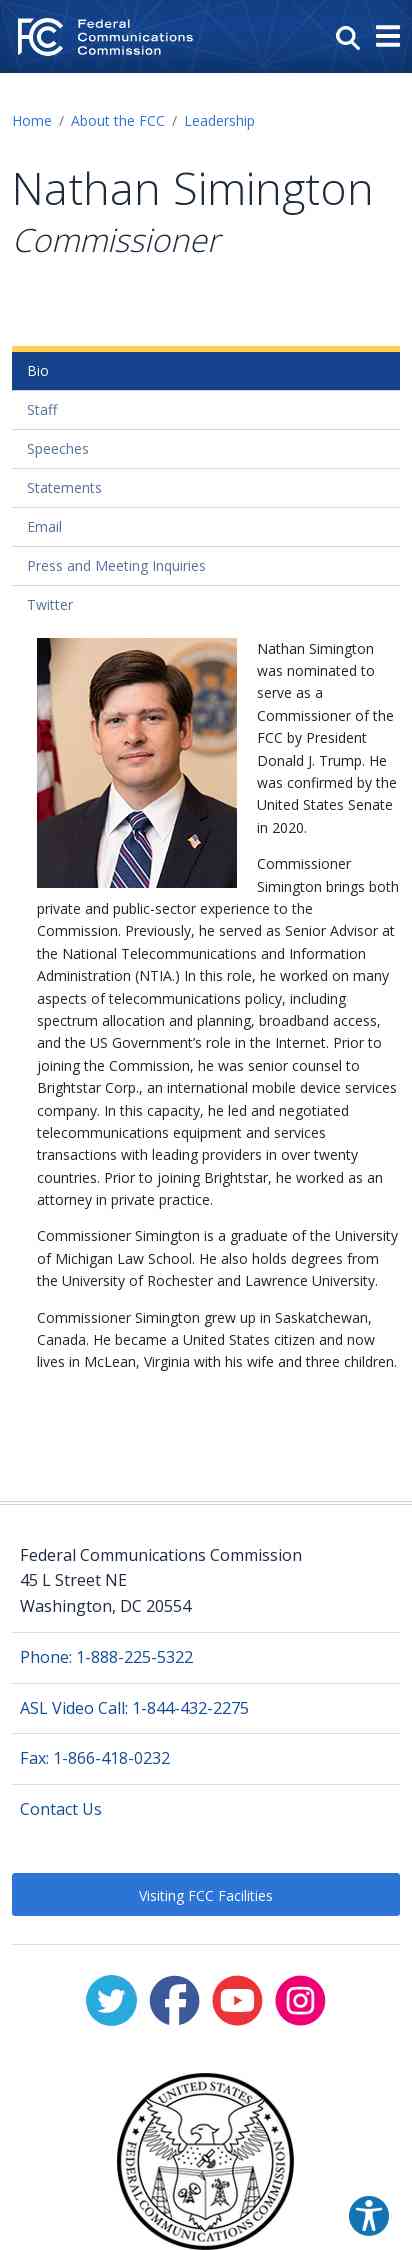 Federal
Communications
Commission
Home / About the FCC / Leadership
Nathan Simington
Commissioner
Bio
Staff
Speeches
Statements
Email
Press and Meeting Inquiries
Twitter
Nathan Simington
was nominated to
serve as a
Commissioner of the
FCC by President
Donald J. Trump. He
was confirmed by the
United States Senate
in 2020.
Commissioner
Simington brings both
private and public-sector experience to the
Commission. Previously, he served as Senior Advisor at
the National Telecommunications and Information
Administration (NTIA.) In this role, he worked on many
aspects of telecommunications policy, including
spectrum allocation and planning, broadband access,
and the US Government’s role in the Internet. Prior to
joining the Commission, he was senior counsel to
Brightstar Corp., an international mobile device services
company. In this capacity, he led and negotiated
telecommunications equipment and services
transactions with leading providers in over twenty
countries. Prior to joining Brightstar, he worked as an
attorney in private practice.
Commissioner Simington is a graduate of the University
of Michigan Law School. He also holds degrees from
the University of Rochester and Lawrence University.
Commissioner Simington grew up in Saskatchewan,
Canada. He became a United States citizen and now
lives in McLean, Virginia with his wife and three children.
Federal Communications Commission
45 L Street NE
Washington, DC 20554
Phone: 1-888-225-5322
ASL Video Call: 1-844-432-2275
Fax: 1-866-418-0232
Contact Us
Visiting FCC Facilities
UNITED STATES
FEDERAL COMMUNICATIONS COMMISSION